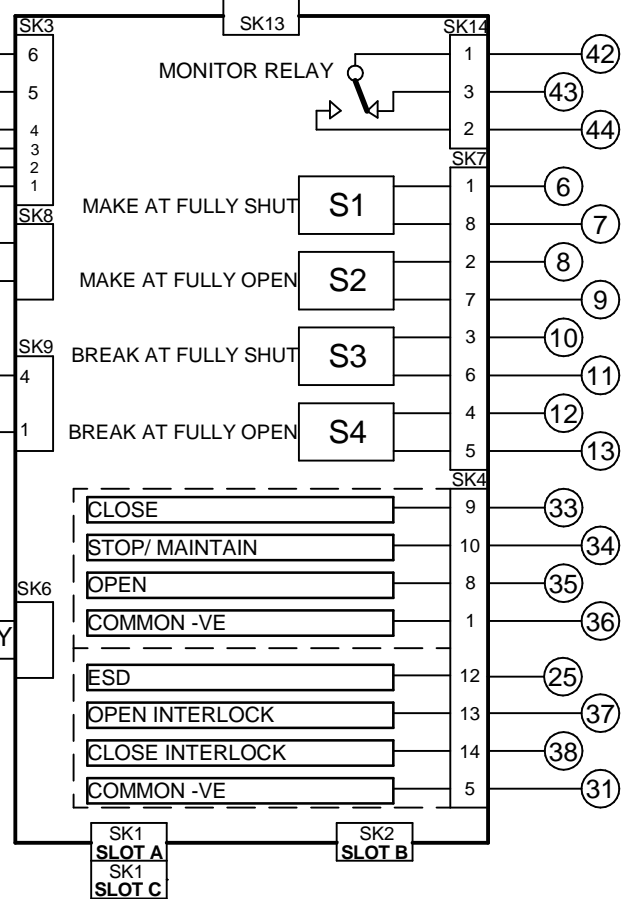 SK3
SK13
SK14
6
5
4
3
2
1
SK8
SK9
4
1
SK6
Y
MONITOR RELAY
1
42
3
43
2
44
SK7
MAKE AT FULLY SHUT
S1
1
6
8
7
MAKE AT FULLY OPEN
S2
2
8
7
9
BREAK AT FULLY SHUT
S3
3
10
6
11
BREAK AT FULLY OPEN
S4
4
12
5
13
SK4
CLOSE
9
33
STOP/ MAINTAIN
10
34
OPEN
8
35
COMMON -VE
1
36
ESD
12
25
OPEN INTERLOCK
13
37
CLOSE INTERLOCK
14
38
COMMON -VE
5
31
SK1
SLOT A
SK1
SLOT C
SK2
SLOT B